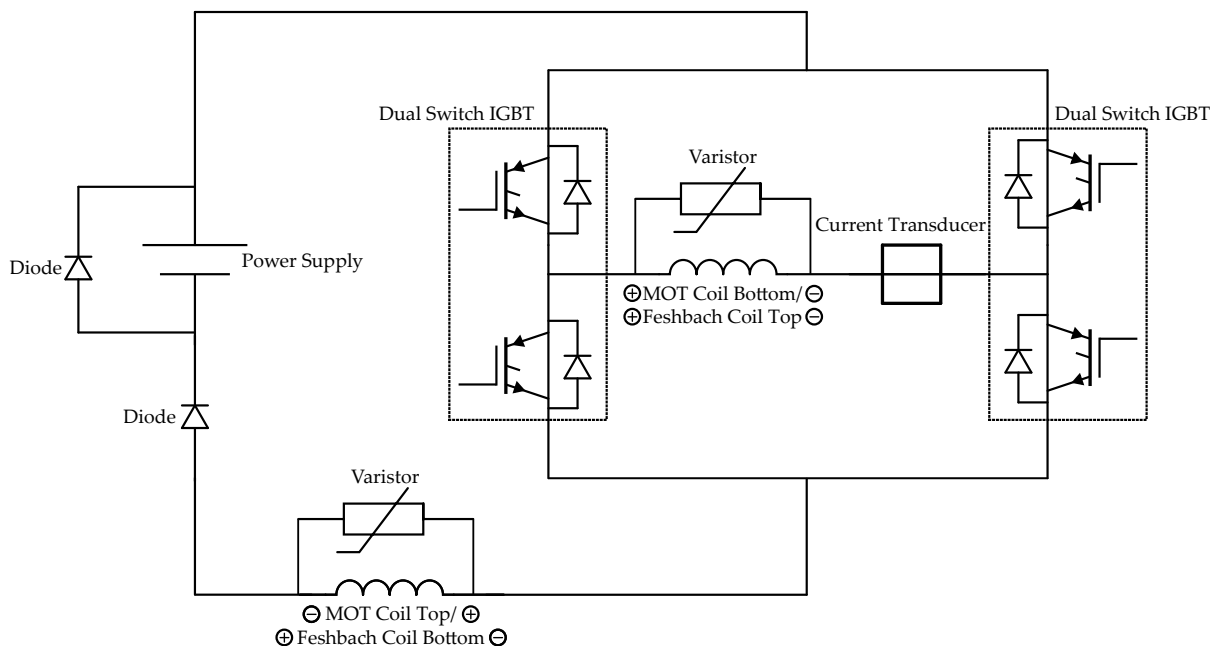 Dual Switch IGBT
Dual Switch IGBT
Varistor
Current Transducer
Diode
Power Supply
⊕MOT Coil Bottom/⊖
⊕Feshbach Coil Top⊖
Diode
Varistor
⊖ MOT Coil Top/ ⊕
⊕ Feshbach Coil Bottom ⊖